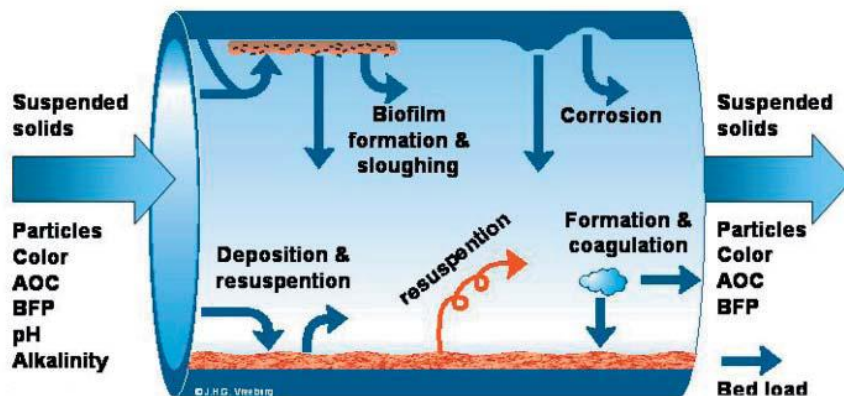 Suspended
solids
Particles
Color
AOC
BFP
pH
Alkalinity
Biofilm
formation &
sloughing
Corrosion
Deposition &
resuspention
resuspention
Formation &
coagulation
©J.H.G. Vreeburg
Suspended
solids
Particles
Color
AOC
BFP
Bed load